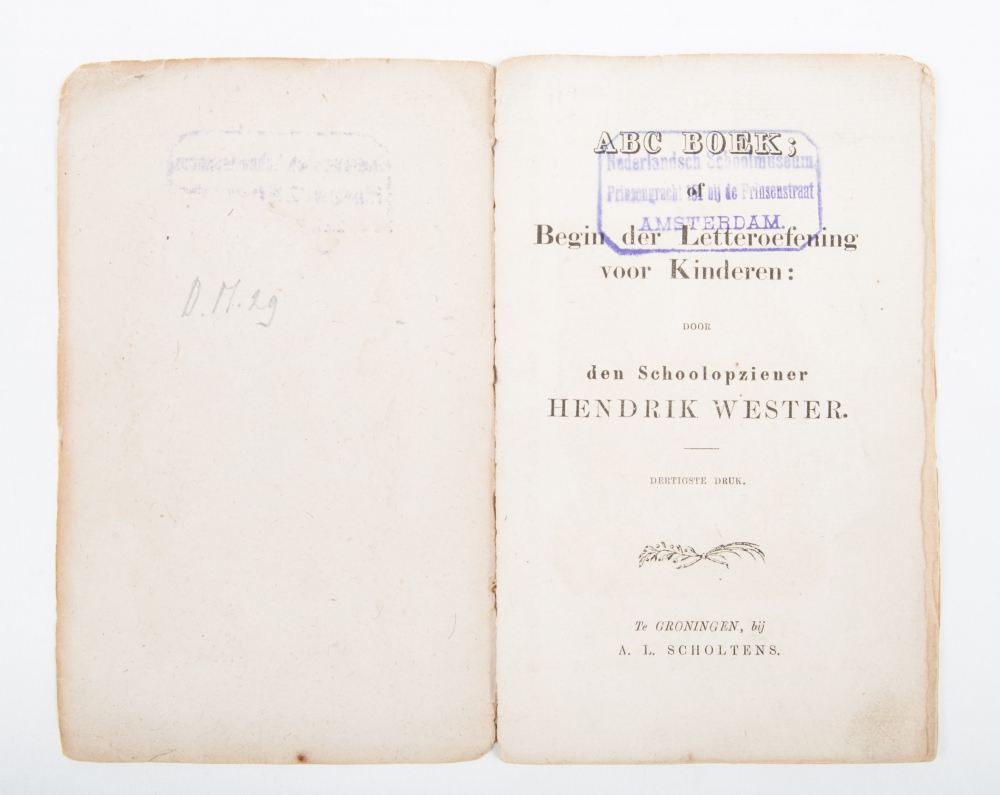 D. M. 29
ABC BOEK;
Nederlandsch Schoolmuseum
of
Prinsengracht bij de Prinsenstraat
AMSTERDAM.
Begin der Letteroefening
voor Kinderen:
DOOR
den Schoolopziener
HENDRIK WESTER.
DERTIGSTE DRUK.
Te GRONINGEN, bij
A. L. SCHOLTENS.